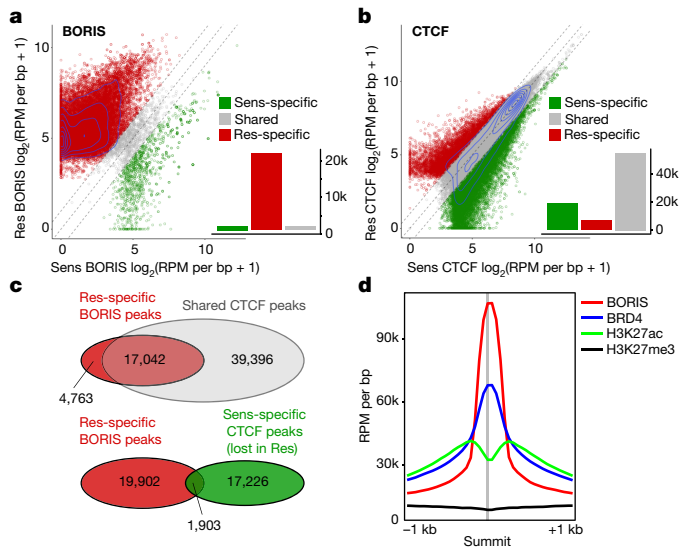 a
BORIS
Res BORIS log2(RPM per bp + 1)
10
5
0
Sens-specific
Shared
Res-specific
20k
10k
0
0
5
10
Sens BORIS log2(RPM per bp + 1)
b
CTCF
Res CTCF log2(RPM per bp + 1)
10
5
0
Sens-specific
Shared
Res-specific
40k
20k
0
0
5
10
Sens CTCF log2(RPM per bp + 1)
c
Res-specific
BORIS peaks
Shared CTCF peaks
17,042
39,396
4,763
Res-specific
BORIS peaks
Sens-specific
CTCF peaks
(lost in Res)
19,902
17,226
1,903
d
BORIS
BRD4
H3K27ac
H3K27me3
RPM per bp
90k
60k
30k
0
−1 kb
Summit
+1 kb